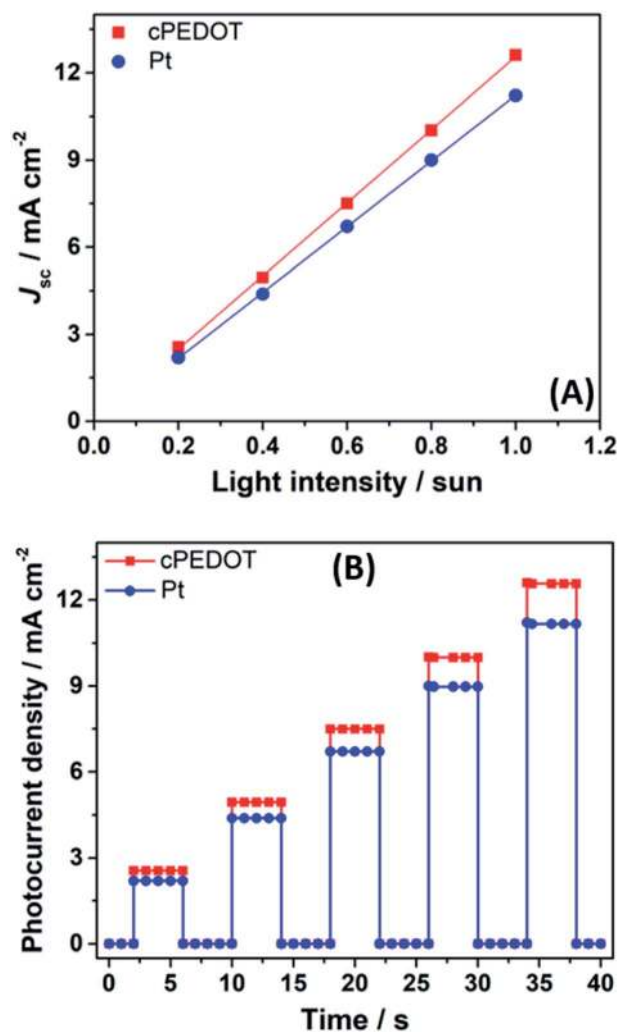 cPEDOT
Pt
12
9
6
3
0
J_sc / mA cm⁻²
(A)
0.0 0.2 0.4 0.6 0.8 1.0 1.2
Light intensity / sun
cPEDOT
Pt
(B)
12
9
6
3
0
Photocurrent density / mA cm⁻²
0 5 10 15 20 25 30 35 40
Time / s